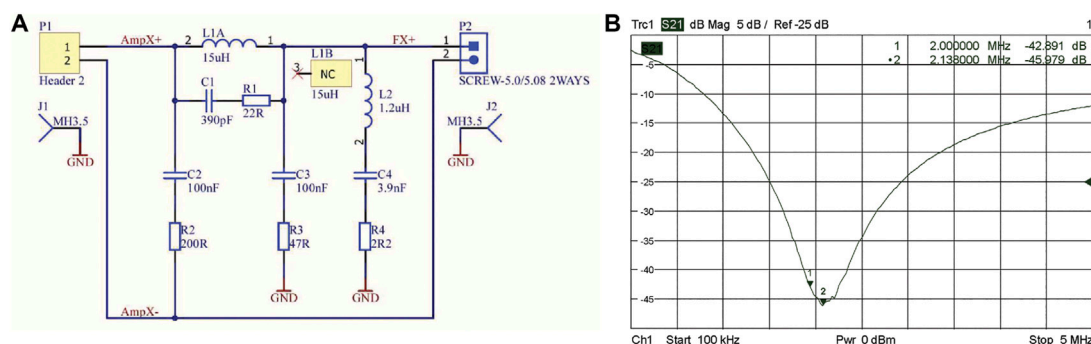 A
P1
1
2
Header 2
AmpX+
2
L1A
1
15uH
FX+
P2
1
2
SCREW-5.0/5.08 2WAYS
L1B
3
NC
15uH
1
L2
1.2uH
2
C1
390pF
R1
22R
J1
MH3.5
GND
J2
MH3.5
GND
C2
100nF
C3
100nF
C4
3.9nF
R2
200R
R3
47R
R4
2R2
GND
GND
AmpX-
B
Trc1 S21 dB Mag 5 dB / Ref -25 dB
1
S21
1 2.000000 MHz -42.891 dB
•2 2.138000 MHz -45.979 dB
-5
-10
-15
-20
-25
-30
-35
-40
-45
1
2
Ch1 Start 100 kHz Pwr 0 dBm Stop 5 MHz